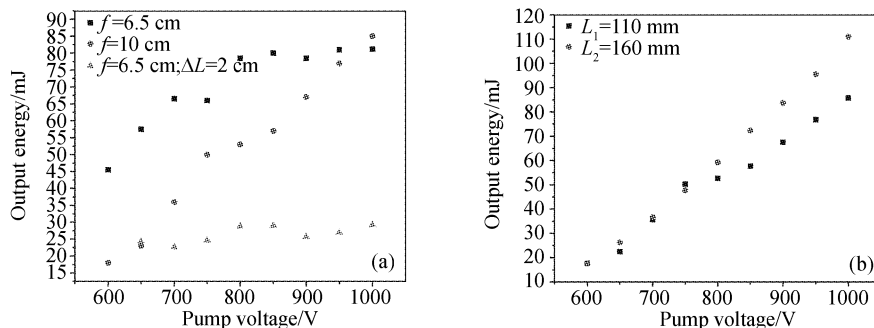 90
85
80
75
70
65
60
55
50
45
40
35
30
25
20
15
Output energy/mJ
f=6.5 cm
f=10 cm
f=6.5 cm;ΔL=2 cm
(a)
600 700 800 900 1000
Pump voltage/V
120
110
100
90
80
70
60
50
40
30
20
10
Output energy/mJ
L1=110 mm
L2=160 mm
(b)
600 700 800 900 1000
Pump voltage/V